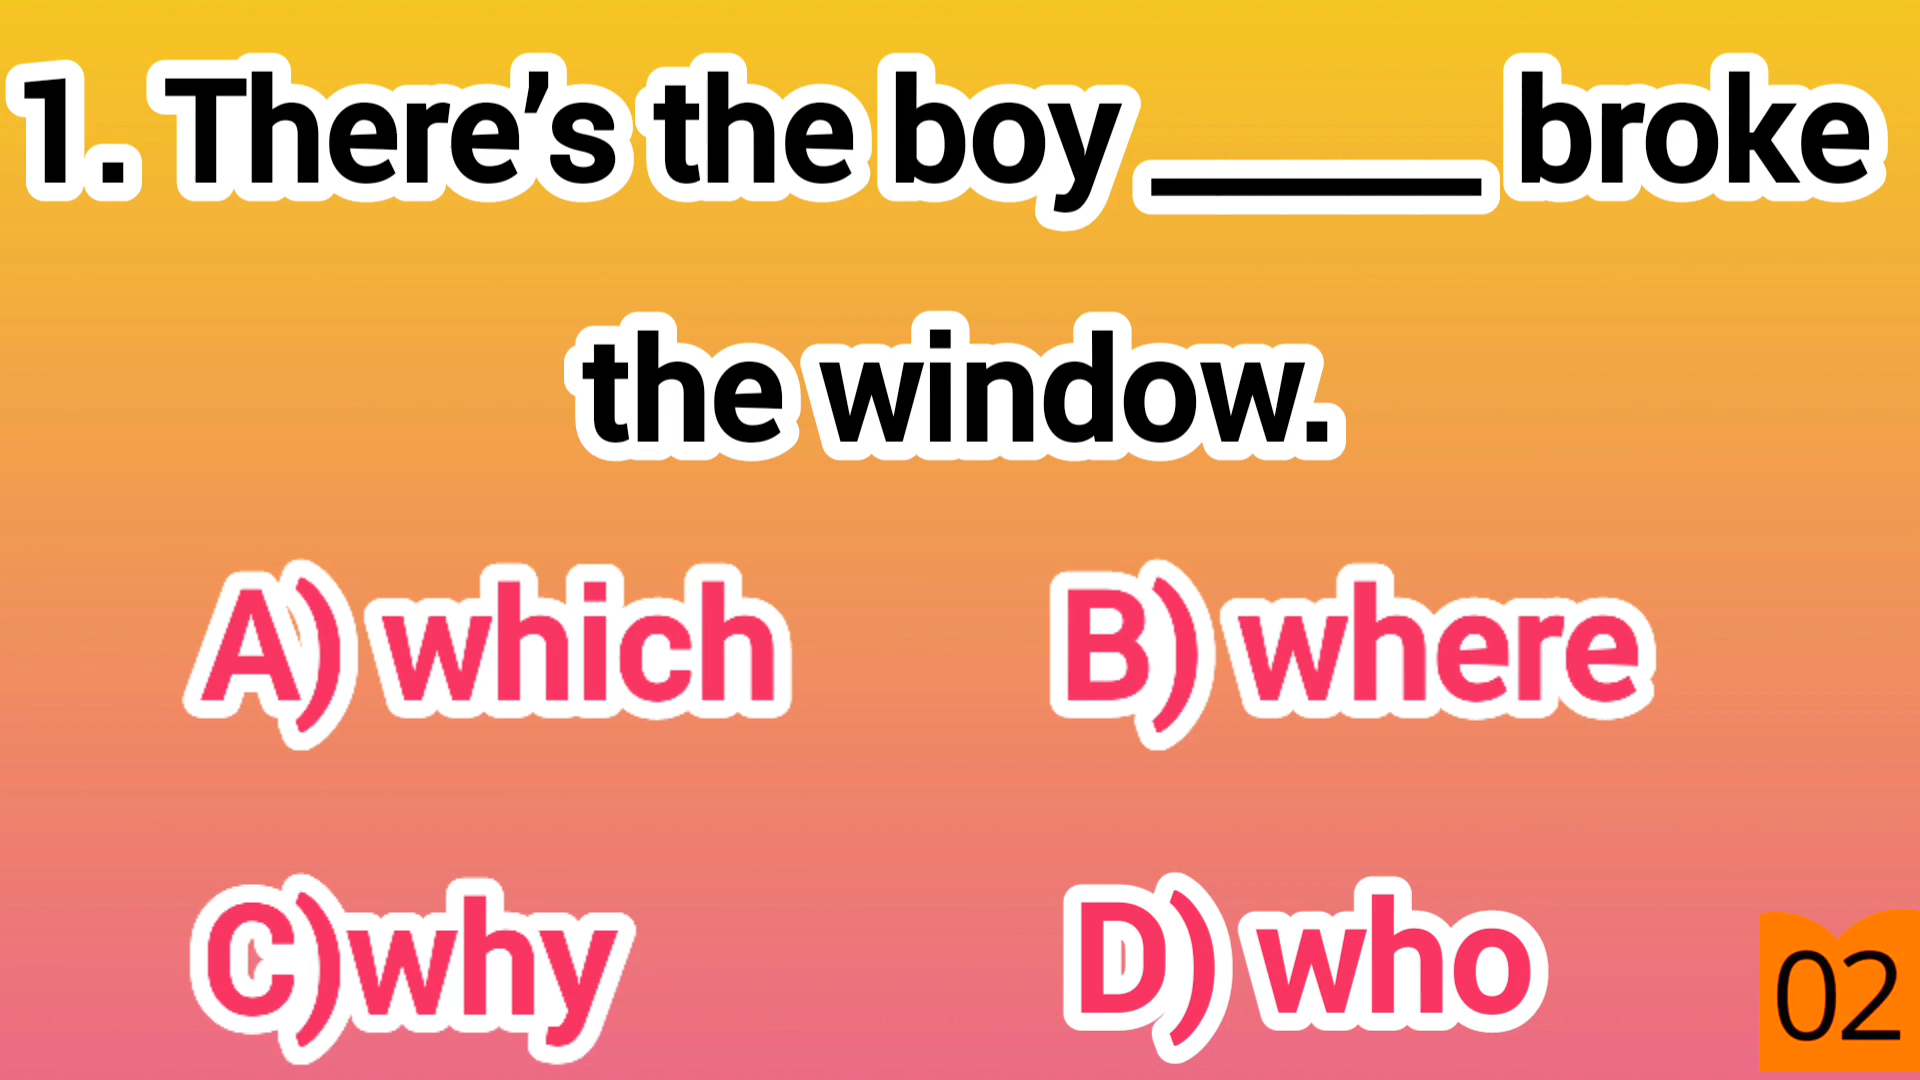 1. There’s the boy _____ broke
the window.
A) which
B) where
C)why
D) who
02